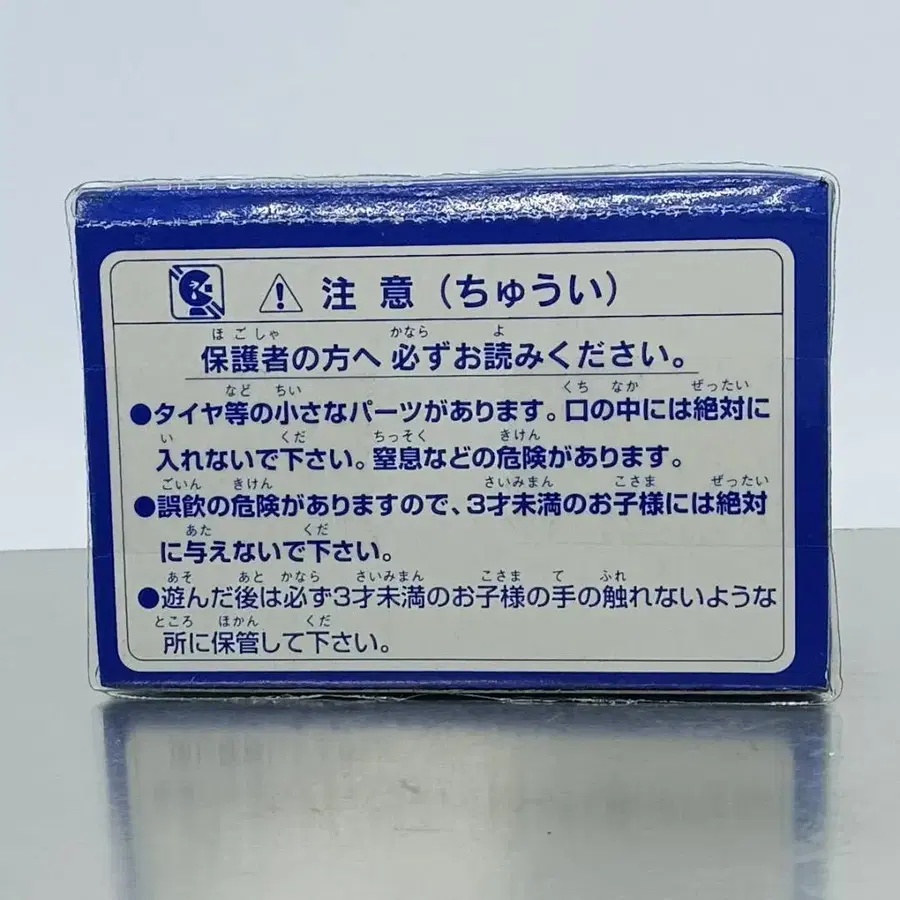 注意（ちゅうい）
ほごしゃ かなら よ
保護者の方へ 必ずお読みください。
など ちい くち なか ぜったい
●タイヤ等の小さなパーツがあります。口の中には絶対に
い くだ ちっそく きけん
入れないで下さい。窒息などの危険があります。
ごいん きけん さいみまん こさま ぜったい
●誤飲の危険がありますので、3才未満のお子様には絶対
あた くだ
に与えないで下さい。
あそ あと かなら さいみまん こさま て ふれ
●遊んだ後は必ず3才未満のお子様の手の触れないような
ところ ほかん くだ
所に保管して下さい。